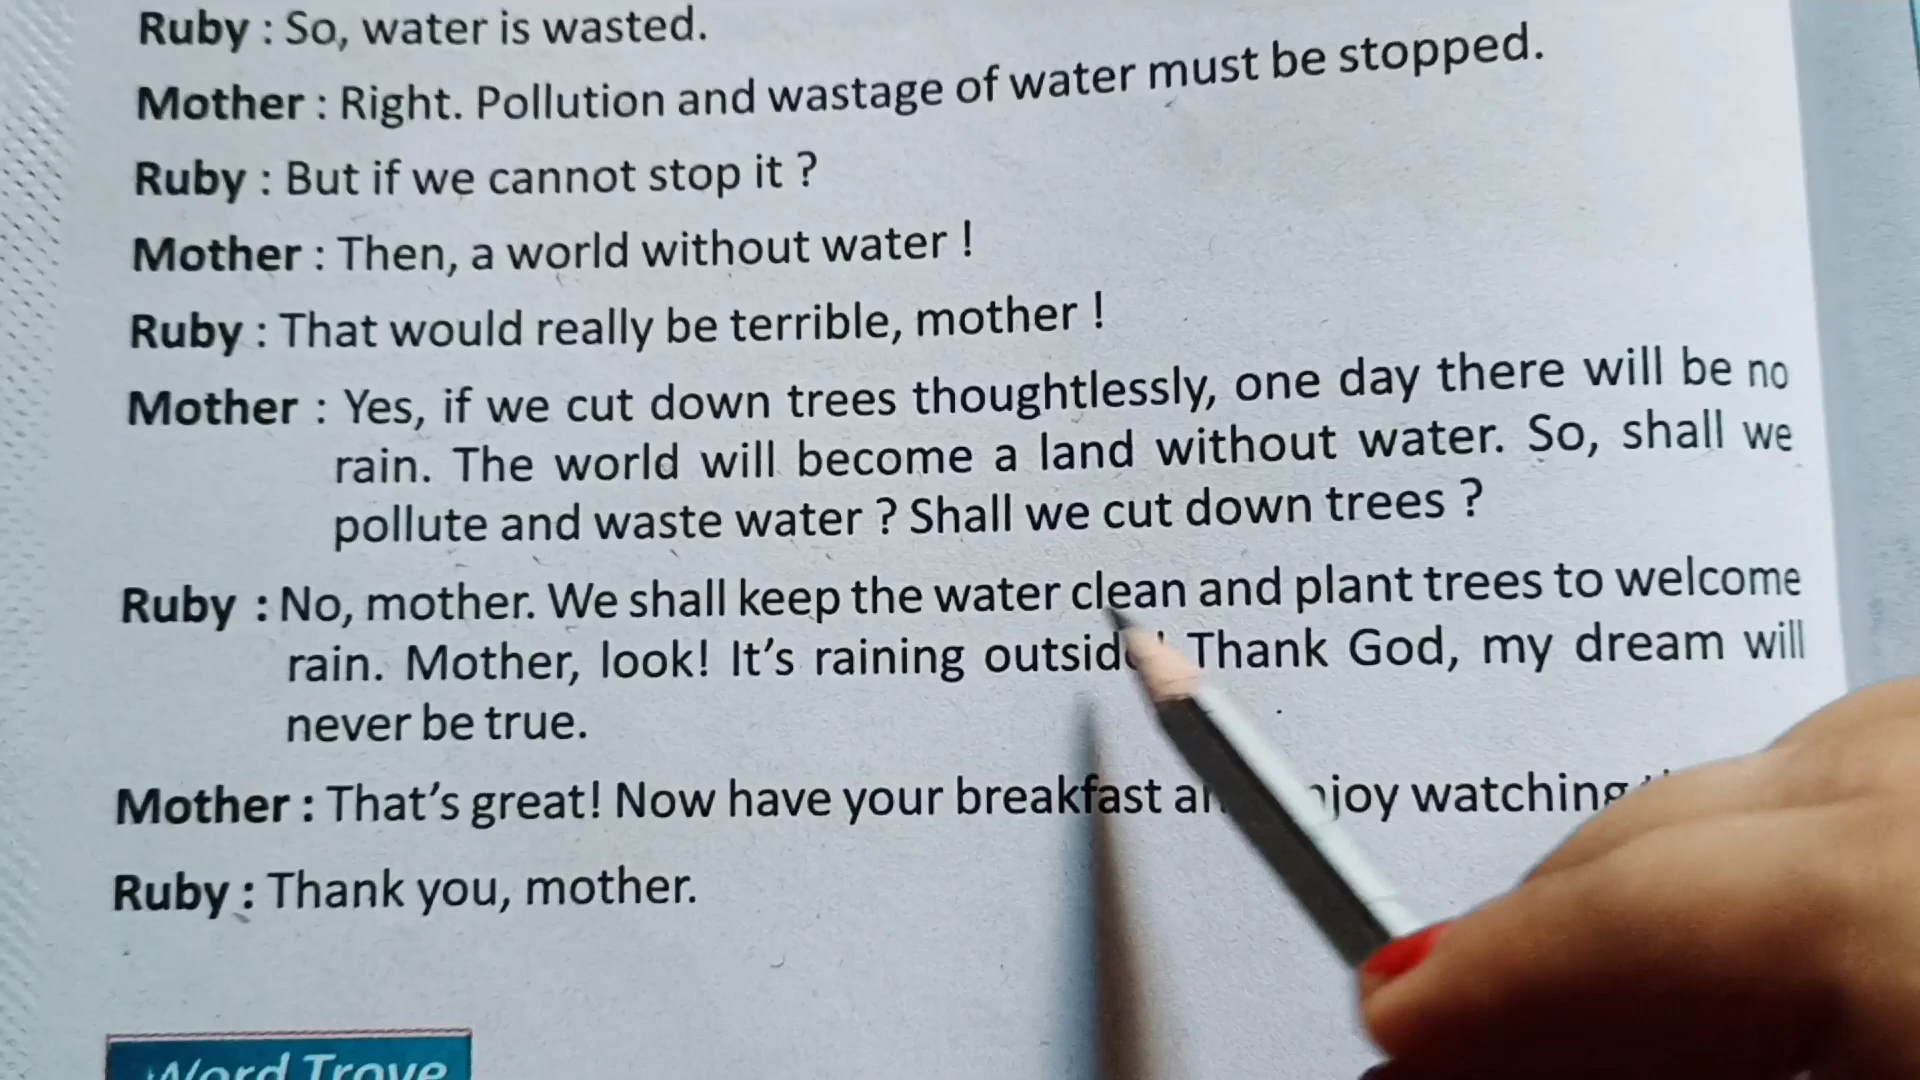 Ruby : So, water is wasted.
Mother : Right. Pollution and wastage of water must be stopped.
Ruby : But if we cannot stop it ?
Mother : Then, a world without water !
Ruby : That would really be terrible, mother !
Mother : Yes, if we cut down trees thoughtlessly, one day there will be no
rain. The world will become a land without water. So, shall we
pollute and waste water ? Shall we cut down trees ?
Ruby : No, mother. We shall keep the water clean and plant trees to welcome
rain. Mother, look! It's raining outside! Thank God, my dream will
never be true.
Mother : That's great! Now have your breakfast and enjoy watching
Ruby : Thank you, mother.
Word Trove